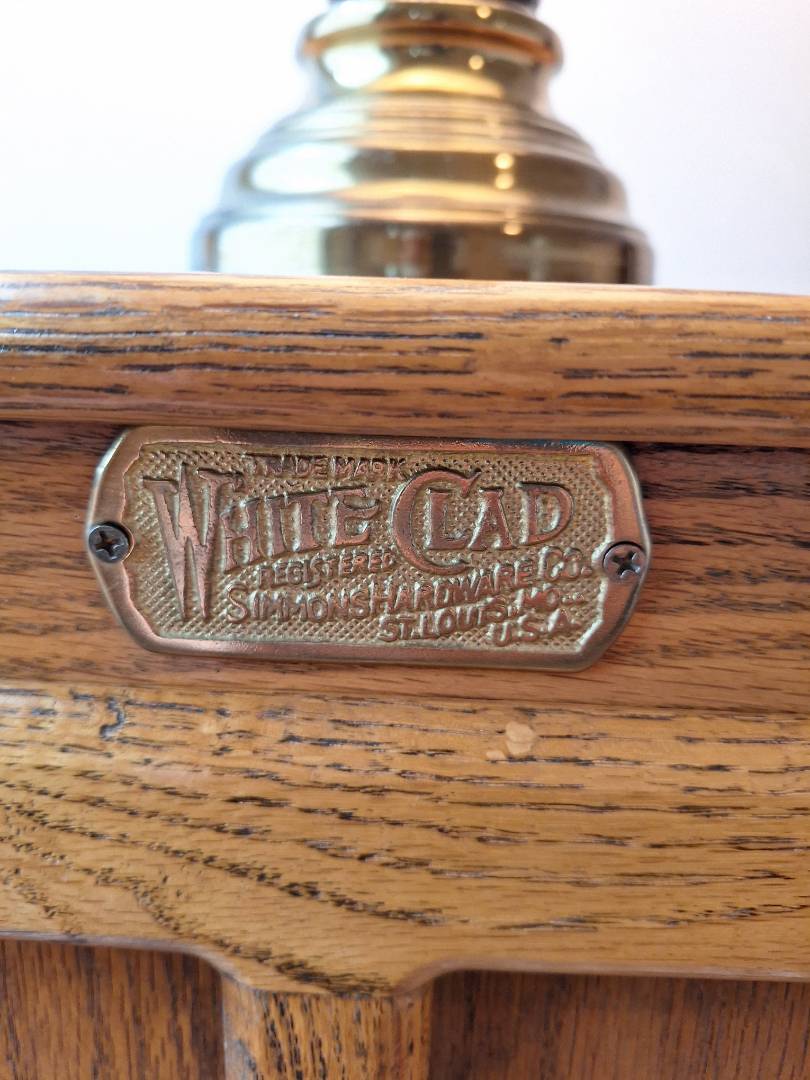 TRADE MARK
WHITE CLAD
REGISTERED
SIMMONS HARDWARE CO.
ST. LOUIS, MO.
U.S.A.